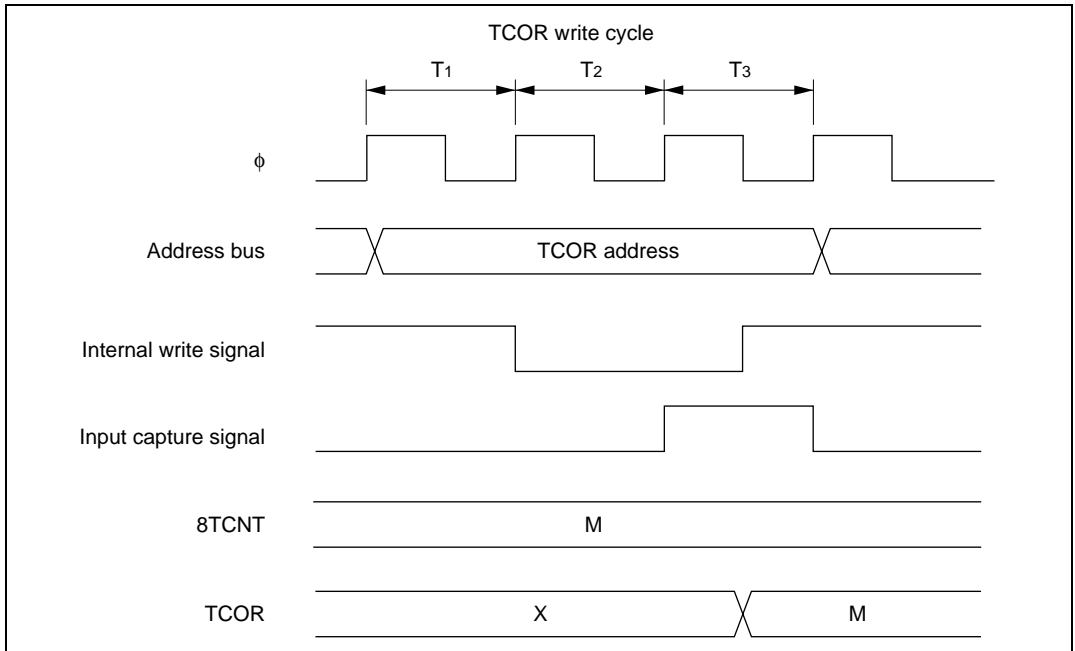 TCOR write cycle
T1 T2 T3
ϕ
Address bus TCOR address
Internal write signal
Input capture signal
8TCNT M
TCOR X M